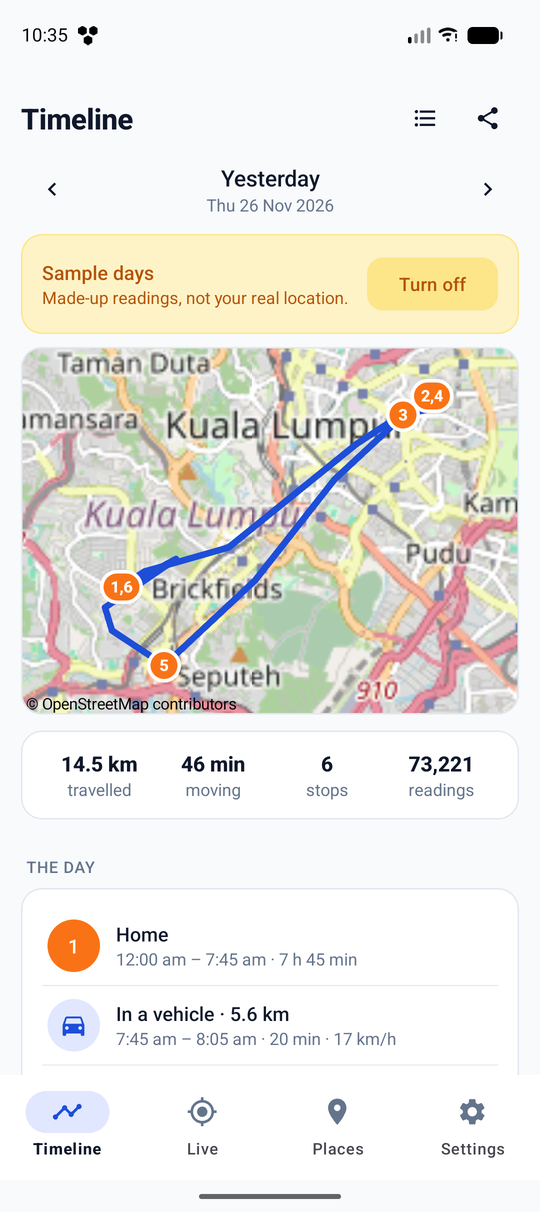 10:35
Timeline
Yesterday
Thu 26 Nov 2026
Sample days
Made-up readings, not your real location.
Turn off
Taman Duta
amansara
Kuala Lumpur
2,4
3
Kuala Lumpur
Kam
Pudu
1,6
Brickfields
5
Seputeh
910
© OpenStreetMap contributors
14.5 km
travelled
46 min
moving
6
stops
73,221
readings
THE DAY
1
Home
12:00 am – 7:45 am · 7 h 45 min
In a vehicle · 5.6 km
7:45 am – 8:05 am · 20 min · 17 km/h
Timeline
Live
Places
Settings